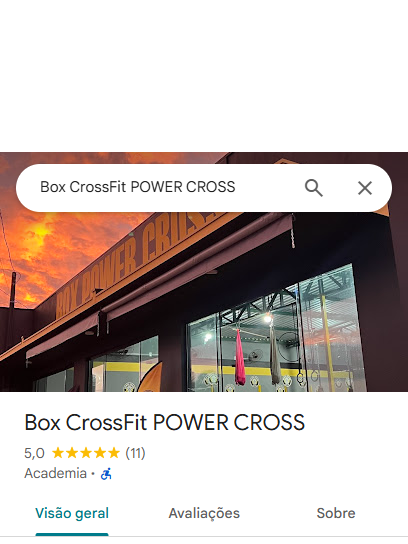 Box CrossFit POWER CROSS
BOX POWER CROSS
Box CrossFit POWER CROSS
5,0 (11)
Academia ·
Visão geral Avaliações Sobre